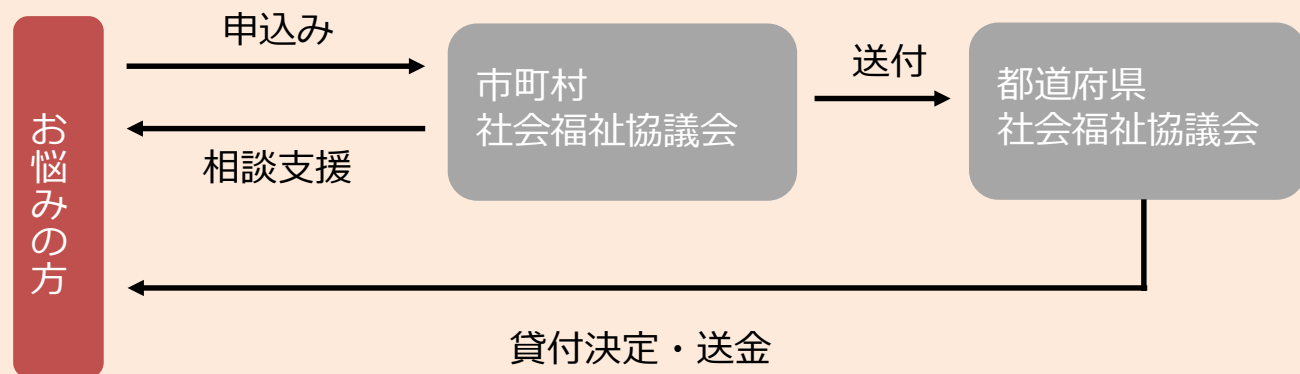 お悩みの方
申込み
相談支援
市町村
社会福祉協議会
送付
都道府県
社会福祉協議会
貸付決定・送金